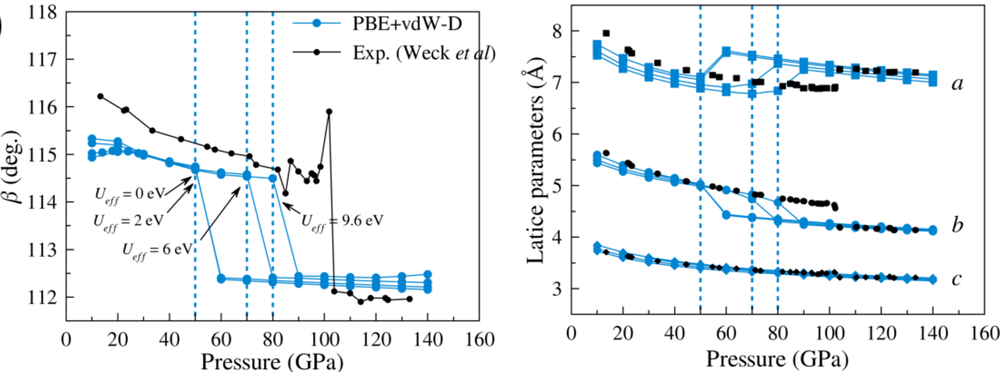 118
117
116
115
114
113
112
β (deg.)
PBE+vdW-D
Exp. (Weck et al)
Ueff = 0 eV
Ueff = 2 eV
Ueff = 6 eV
Ueff = 9.6 eV
0 20 40 60 80 100 120 140 160
Pressure (GPa)
8
7
6
5
4
3
Latice parameters (Å)
a
b
c
0 20 40 60 80 100 120 140 160
Pressure (GPa)